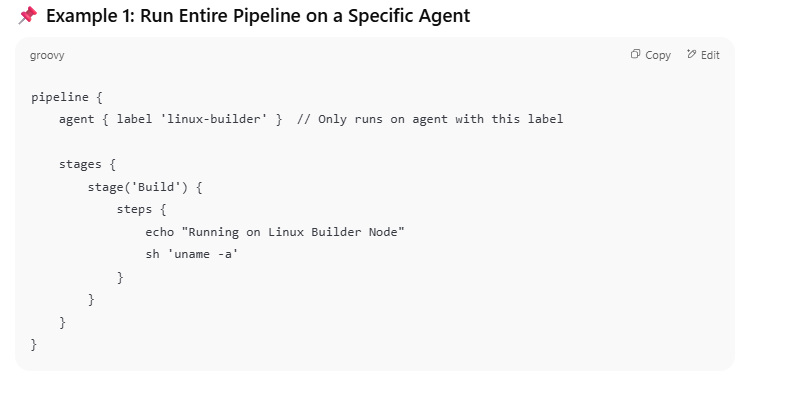 📌 Example 1: Run Entire Pipeline on a Specific Agent
groovy Copy Edit
pipeline {
    agent { label 'linux-builder' }  // Only runs on agent with this label

    stages {
        stage('Build') {
            steps {
                echo "Running on Linux Builder Node"
                sh 'uname -a'
            }
        }
    }
}